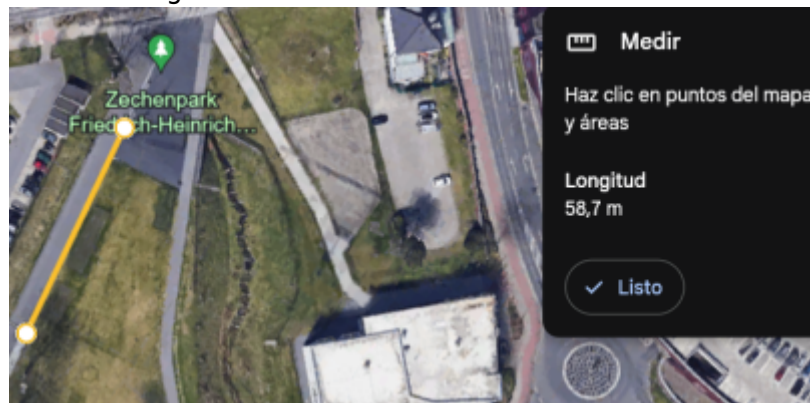 Zechenpark
Friedrich-Heinrich...
Medir
Haz clic en puntos del mapa
y áreas
Longitud
58,7 m
Listo